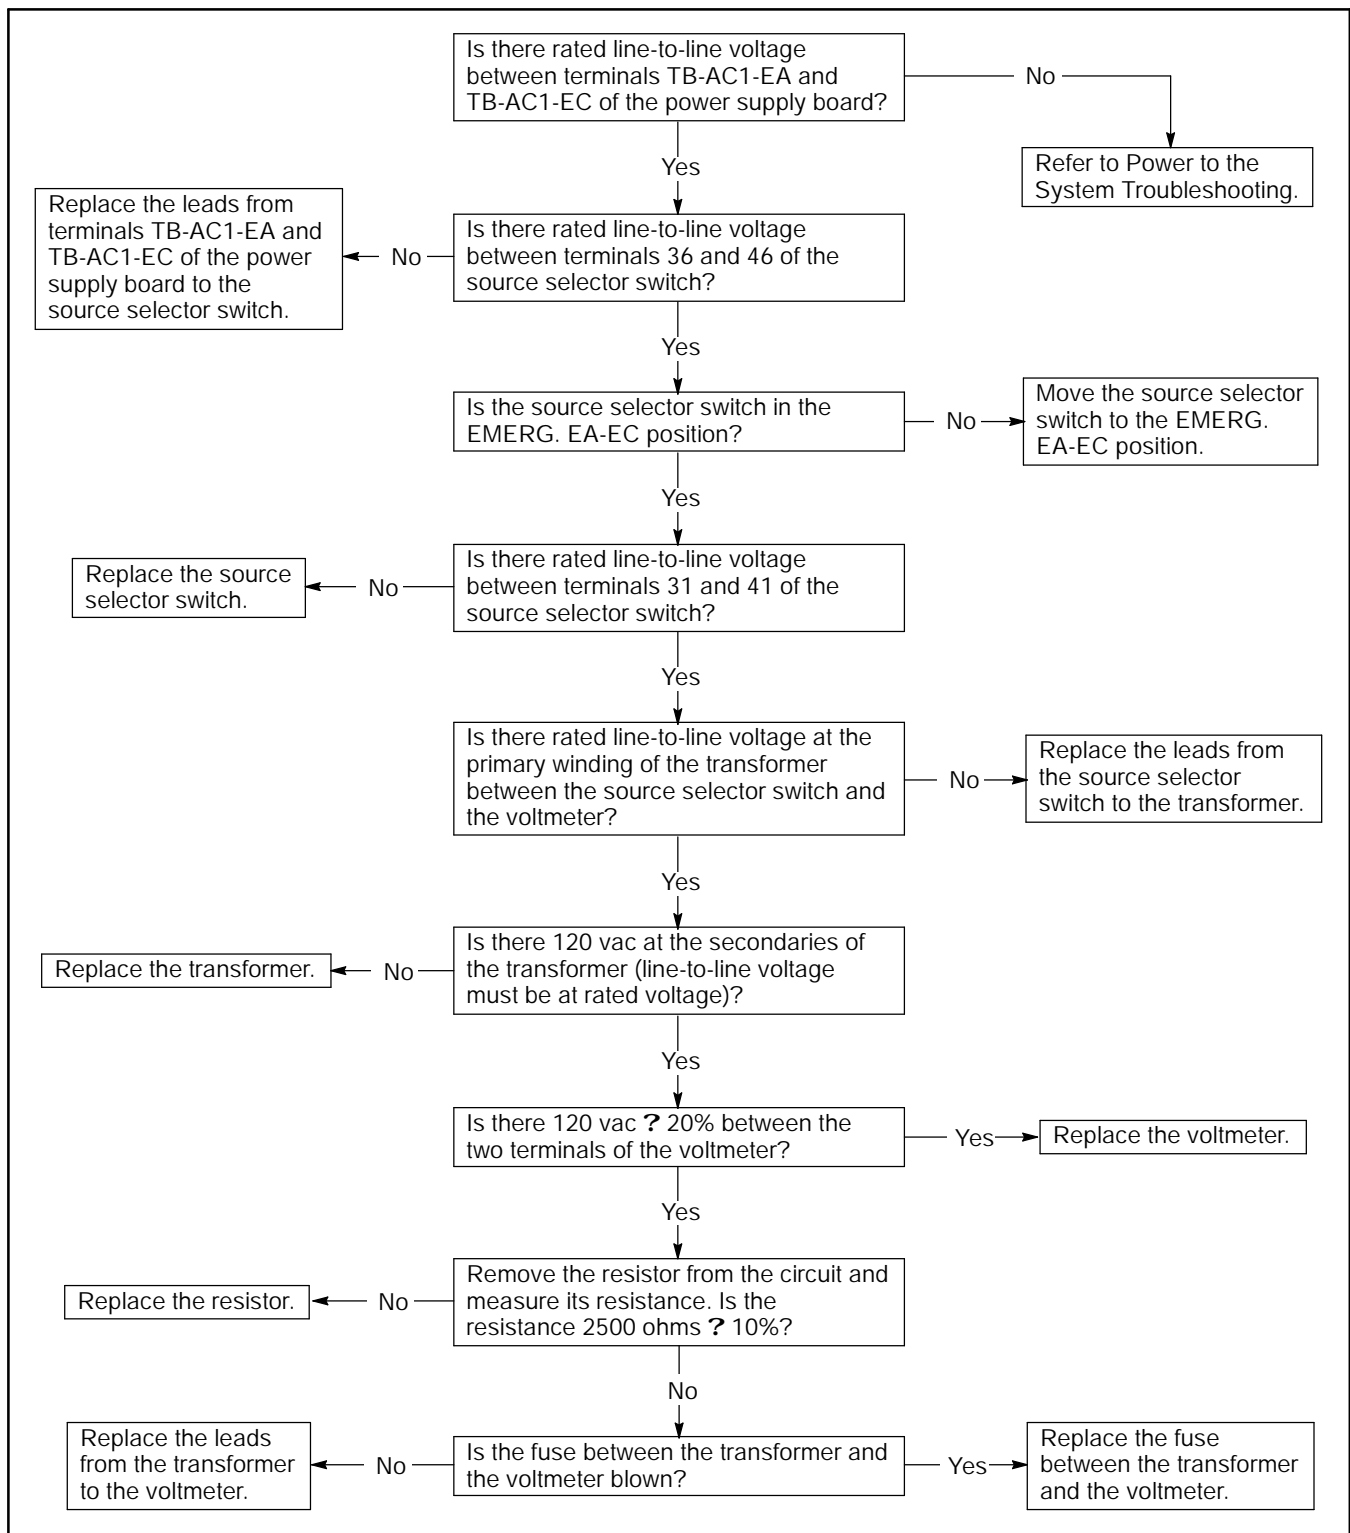 Is there rated line-to-line voltage
between terminals TB-AC1-EA and
TB-AC1-EC of the power supply board?
No
Refer to Power to the
System Troubleshooting.
Yes
Replace the leads from
terminals TB-AC1-EA and
TB-AC1-EC of the power
supply board to the
source selector switch.
No
Is there rated line-to-line voltage
between terminals 36 and 46 of the
source selector switch?
Yes
Is the source selector switch in the
EMERG. EA-EC position?
No
Move the source selector
switch to the EMERG.
EA-EC position.
Yes
Replace the source
selector switch.
No
Is there rated line-to-line voltage
between terminals 31 and 41 of the
source selector switch?
Yes
Is there rated line-to-line voltage at the
primary winding of the transformer
between the source selector switch and
the voltmeter?
No
Replace the leads from
the source selector
switch to the transformer.
Yes
Replace the transformer.
No
Is there 120 vac at the secondaries of
the transformer (line-to-line voltage
must be at rated voltage)?
Yes
Is there 120 vac ? 20% between the
two terminals of the voltmeter?
Yes
Replace the voltmeter.
Yes
Replace the resistor.
No
Remove the resistor from the circuit and
measure its resistance. Is the
resistance 2500 ohms ? 10%?
No
Replace the leads
from the transformer
to the voltmeter.
No
Is the fuse between the transformer and
the voltmeter blown?
Yes
Replace the fuse
between the transformer
and the voltmeter.